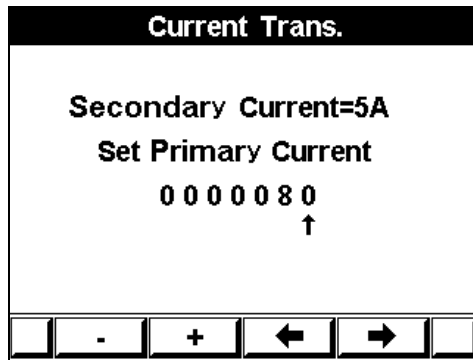 Current Trans.
Secondary Current=5A
Set Primary Current
0000080
↑
- + ← →